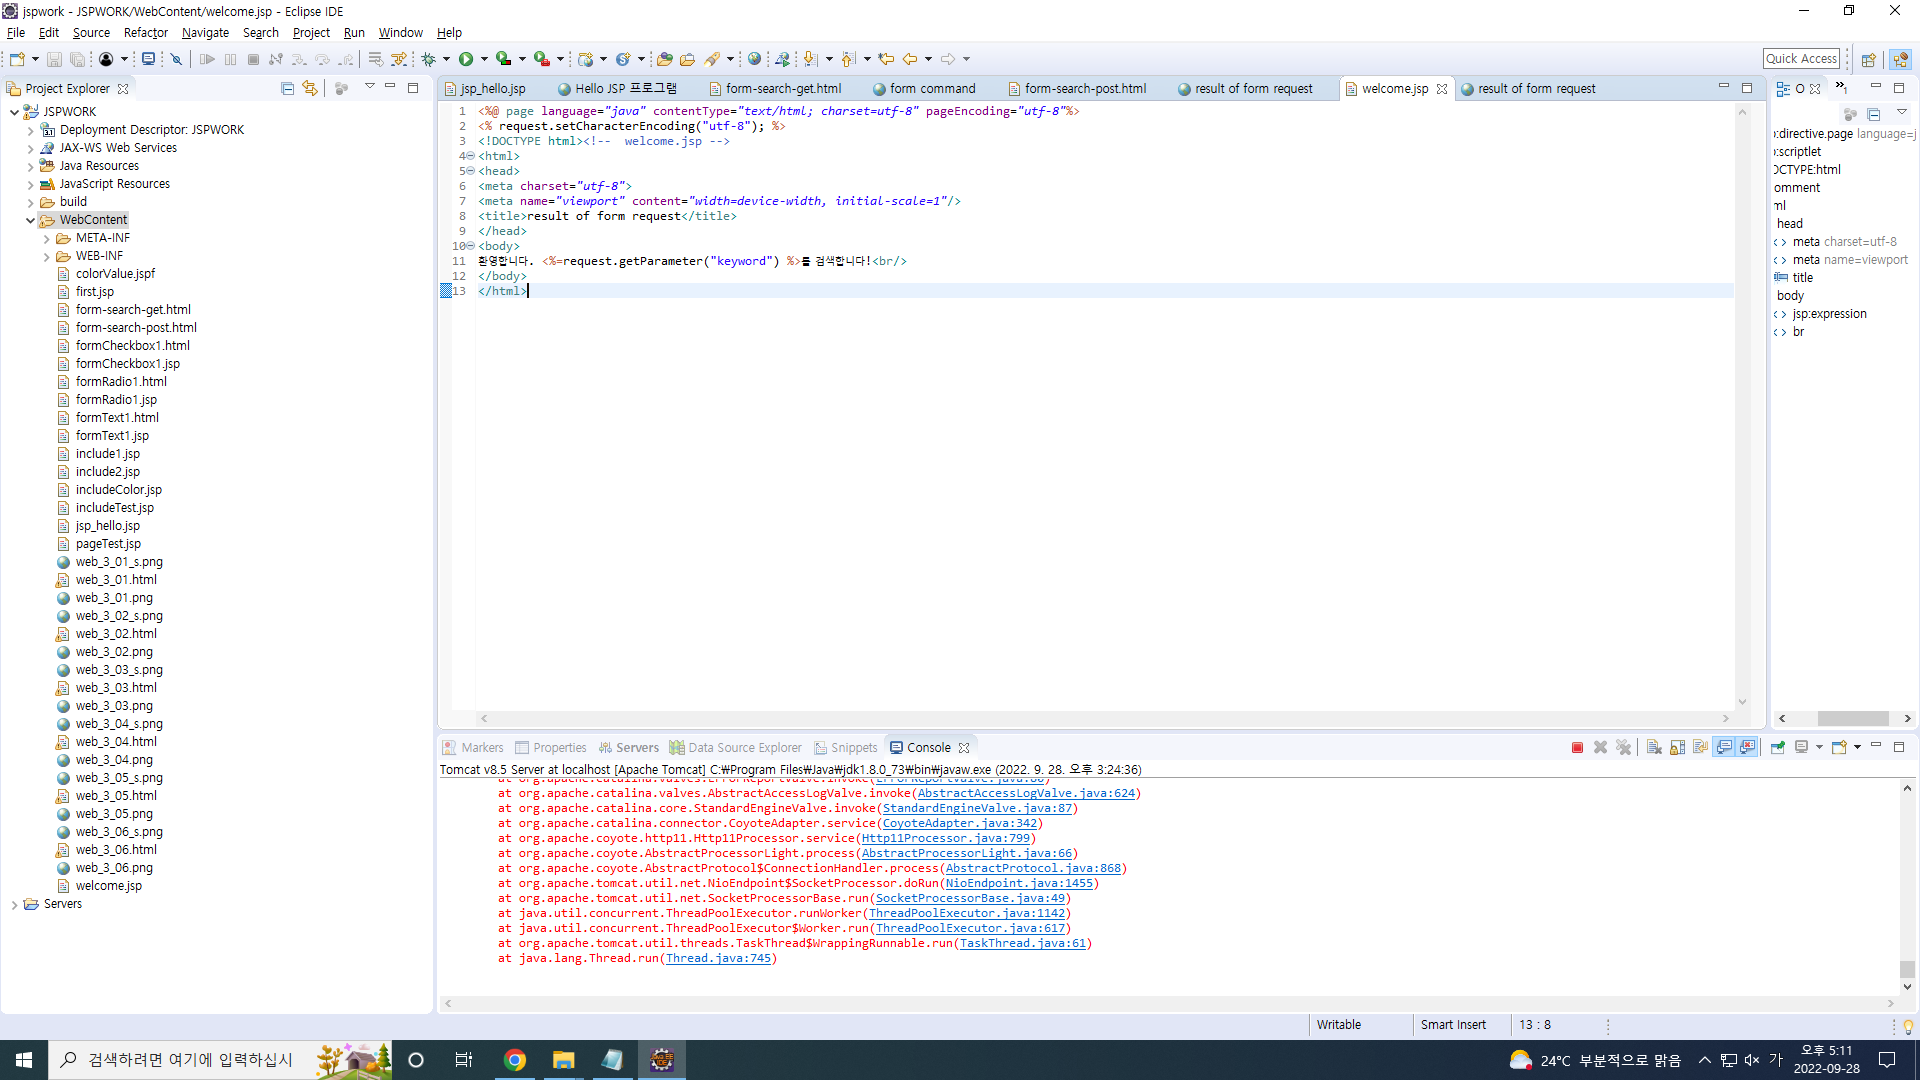 jspwork - JSPWORK/WebContent/welcome.jsp - Eclipse IDE
File Edit Source Refactor Navigate Search Project Run Window Help
Quick Access
Project Explorer
JSPWORK
Deployment Descriptor: JSPWORK
JAX-WS Web Services
Java Resources
JavaScript Resources
build
WebContent
META-INF
WEB-INF
colorValue.jspf
first.jsp
form-search-get.html
form-search-post.html
formCheckbox1.html
formCheckbox1.jsp
formRadio1.html
formRadio1.jsp
formText1.html
formText1.jsp
include1.jsp
include2.jsp
includeColor.jsp
includeTest.jsp
jsp_hello.jsp
pageTest.jsp
web_3_01_s.png
web_3_01.html
web_3_01.png
web_3_02_s.png
web_3_02.html
web_3_02.png
web_3_03_s.png
web_3_03.html
web_3_03.png
web_3_04_s.png
web_3_04.html
web_3_04.png
web_3_05_s.png
web_3_05.html
web_3_05.png
web_3_06_s.png
web_3_06.html
web_3_06.png
welcome.jsp
Servers
jsp_hello.jsp Hello JSP 프로그램 form-search-get.html form command form-search-post.html result of form request welcome.jsp result of form request
1 <%@ page language="java" contentType="text/html; charset=utf-8" pageEncoding="utf-8"%>
2 <% request.setCharacterEncoding("utf-8"); %>
3 <!DOCTYPE html><!--  welcome.jsp -->
4 <html>
5 <head>
6 <meta charset="utf-8">
7 <meta name="viewport" content="width=device-width, initial-scale=1"/>
8 <title>result of form request</title>
9 </head>
10 <body>
11 환영합니다. <%=request.getParameter("keyword") %>를 검색합니다!<br/>
12 </body>
13 </html>
O
1
:directive.page language=j
:scriptlet
OCTYPE:html
omment
ml
head
meta charset=utf-8
meta name=viewport
title
body
jsp:expression
br
Markers Properties Servers Data Source Explorer Snippets Console
Tomcat v8.5 Server at localhost [Apache Tomcat] C:₩Program Files₩Java₩jdk1.8.0_73₩bin₩javaw.exe (2022. 9. 28. 오후 3:24:36)
at org.apache.catalina.valves.ErrorReportValve.invoke(ErrorReportValve.java:88)
at org.apache.catalina.valves.AbstractAccessLogValve.invoke(AbstractAccessLogValve.java:624)
at org.apache.catalina.core.StandardEngineValve.invoke(StandardEngineValve.java:87)
at org.apache.catalina.connector.CoyoteAdapter.service(CoyoteAdapter.java:342)
at org.apache.coyote.http11.Http11Processor.service(Http11Processor.java:799)
at org.apache.coyote.AbstractProcessorLight.process(AbstractProcessorLight.java:66)
at org.apache.coyote.AbstractProtocol$ConnectionHandler.process(AbstractProtocol.java:868)
at org.apache.tomcat.util.net.NioEndpoint$SocketProcessor.doRun(NioEndpoint.java:1455)
at org.apache.tomcat.util.net.SocketProcessorBase.run(SocketProcessorBase.java:49)
at java.util.concurrent.ThreadPoolExecutor.runWorker(ThreadPoolExecutor.java:1142)
at java.util.concurrent.ThreadPoolExecutor$Worker.run(ThreadPoolExecutor.java:617)
at org.apache.tomcat.util.threads.TaskThread$WrappingRunnable.run(TaskThread.java:61)
at java.lang.Thread.run(Thread.java:745)
Writable Smart Insert 13 : 8
검색하려면 여기에 입력하십시
24°C 부분적으로 맑음 가 오후 5:11
2022-09-28